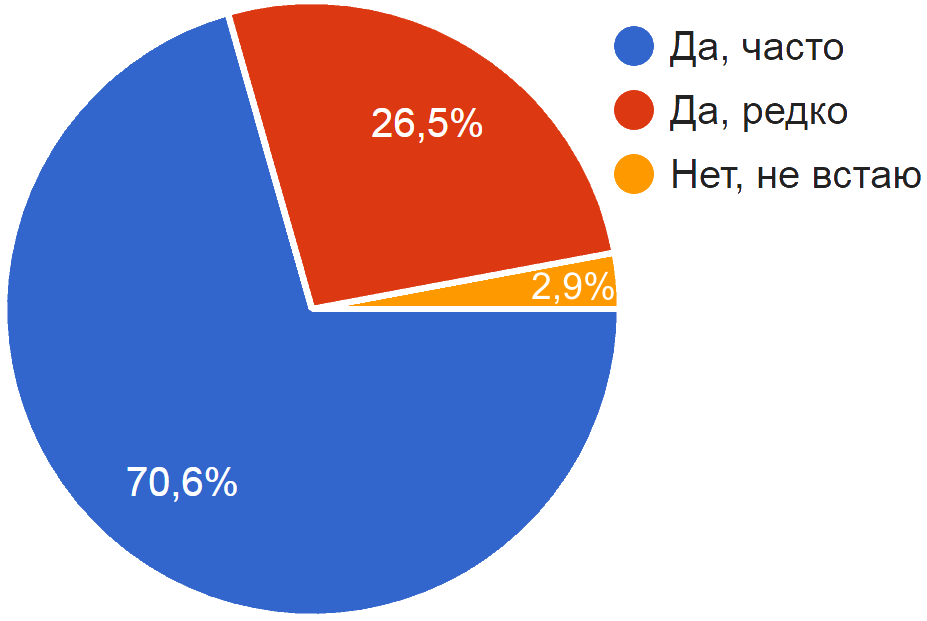 Да, часто
Да, редко
Нет, не встаю
26,5%
2,9%
70,6%